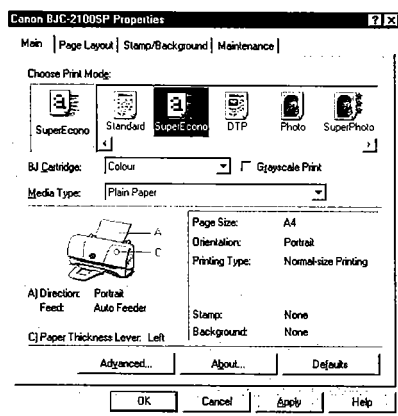 Canon BJC-2100SP Properties
Main Page Layout Stamp/Background Maintenance
Choose Print Mode:
SuperEcono Standard SuperEcono DTP Photo SuperPhoto
BJ Cartridge: Colour Grayscale Print
Media Type: Plain Paper
A
C
A) Direction: Portrait
Feed: Auto Feeder
C) Paper Thickness Lever: Left
Page Size: A4
Orientation: Portrait
Printing Type: Normal-size Printing
Stamp: None
Background: None
Advanced... About... Defaults
OK Cancel Apply Help